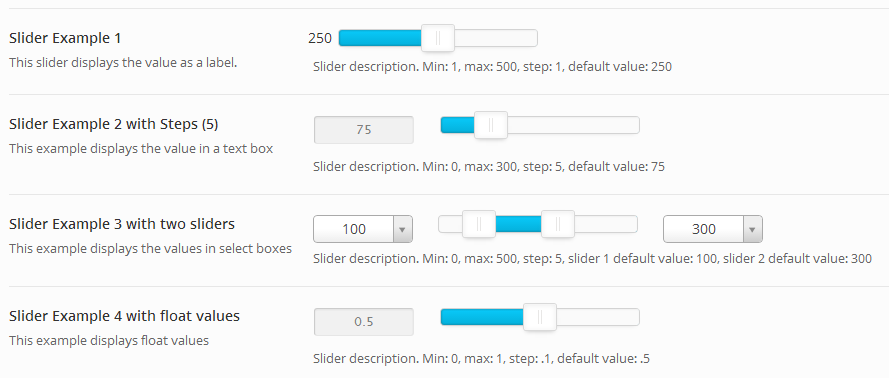 Slider Example 1
250
This slider displays the value as a label.
Slider description. Min: 1, max: 500, step: 1, default value: 250
Slider Example 2 with Steps (5)
75
This example displays the value in a text box
Slider description. Min: 0, max: 300, step: 5, default value: 75
Slider Example 3 with two sliders
100
300
This example displays the values in select boxes
Slider description. Min: 0, max: 500, step: 5, slider 1 default value: 100, slider 2 default value: 300
Slider Example 4 with float values
0.5
This example displays float values
Slider description. Min: 0, max: 1, step: .1, default value: .5